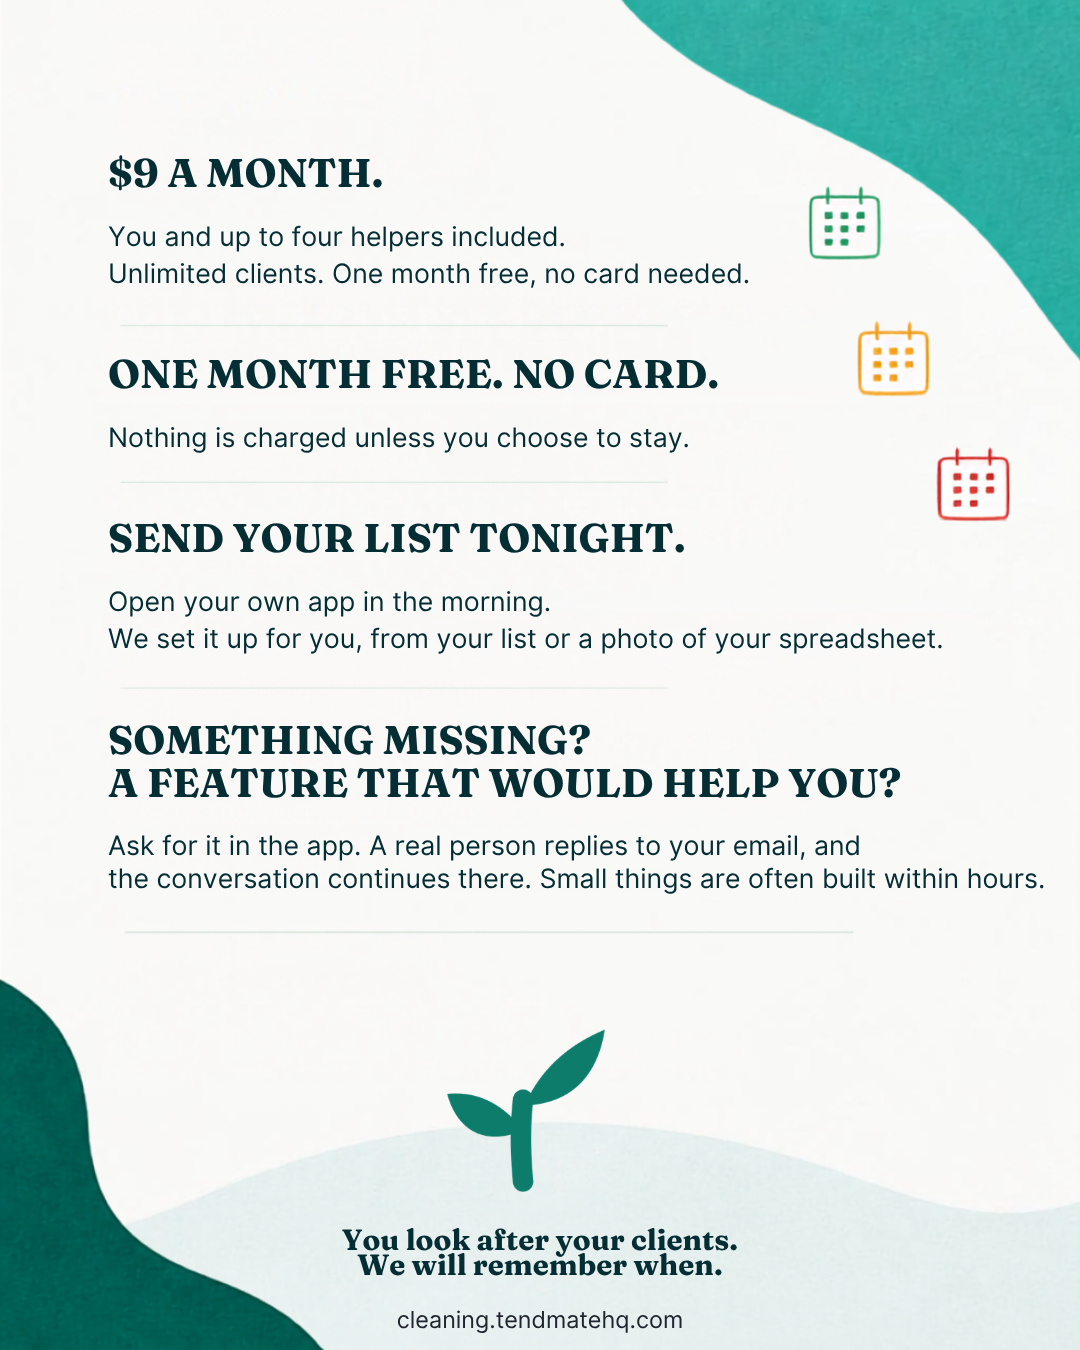 $9 A MONTH.
You and up to four helpers included.
Unlimited clients. One month free, no card needed.
ONE MONTH FREE. NO CARD.
Nothing is charged unless you choose to stay.
SEND YOUR LIST TONIGHT.
Open your own app in the morning.
We set it up for you, from your list or a photo of your spreadsheet.
SOMETHING MISSING?
A FEATURE THAT WOULD HELP YOU?
Ask for it in the app. A real person replies to your email, and
the conversation continues there. Small things are often built within hours.
You look after your clients.
We will remember when.
cleaning.tendmatehq.com